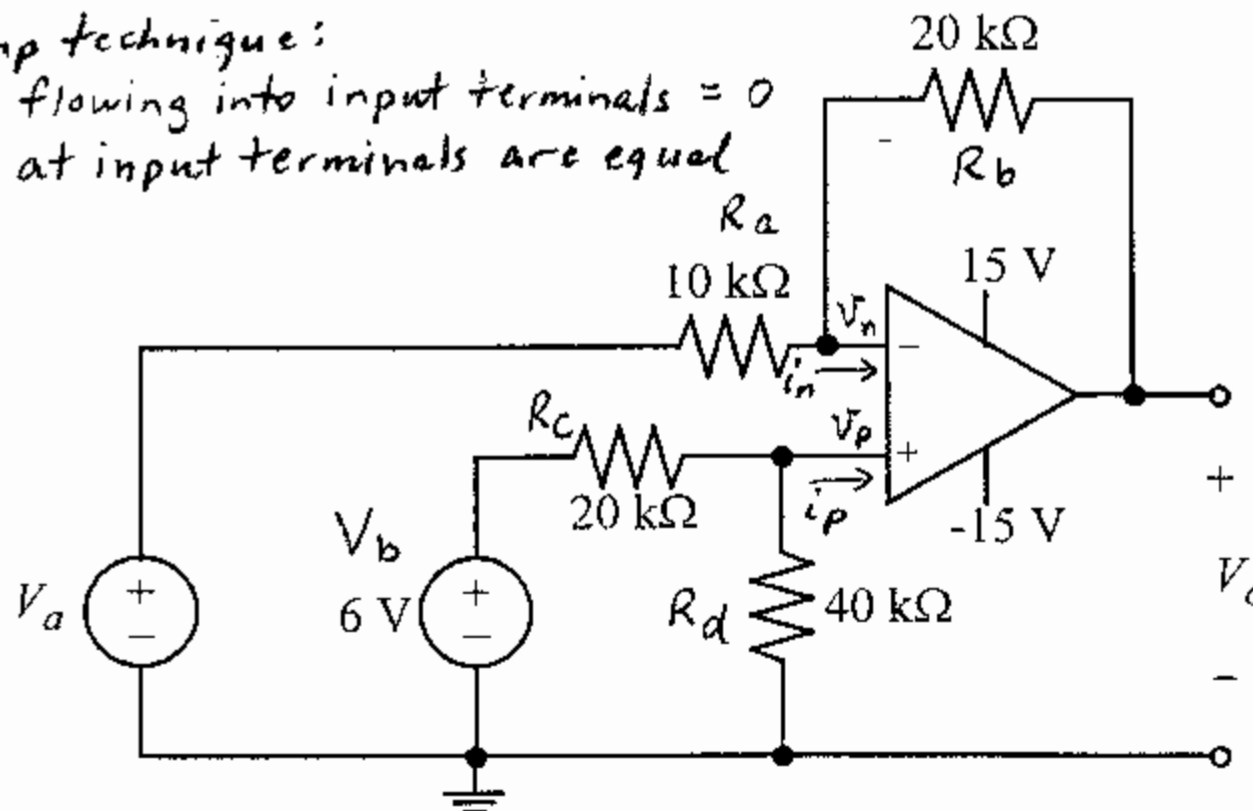 technique:
flowing into input terminals = 0
at input terminals are equal
20 kΩ
Rb
Ra
10 kΩ
15 V
Vn
−
in
Rc
Vp
+
20 kΩ
ip
-15 V
+
Vb
Va
+
−
6 V
+
−
Rd
40 kΩ
−